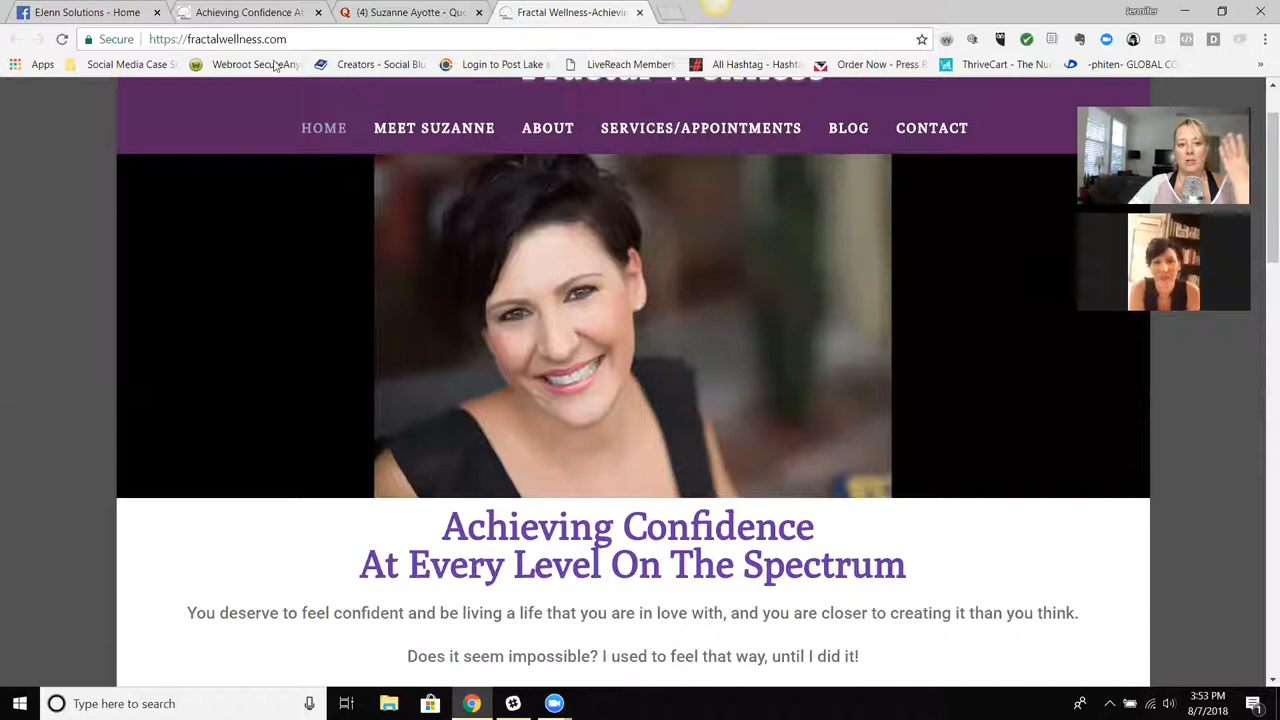 Elenn Solutions - Home
Achieving Confidence At
(4) Suzanne Ayotte - Quo
Fractal Wellness-Achievin
Jennifer
Secure
https://fractalwellness.com
Apps
Social Media Case S
Webroot SecureAny
Creators - Social Blu
Login to Post Lake
LiveReach Members
All Hashtag - Hashta
Order Now - Press R
ThriveCart - The Nu
-phiten- GLOBAL CO
HOME
MEET SUZANNE
ABOUT
SERVICES/APPOINTMENTS
BLOG
CONTACT
Achieving Confidence
At Every Level On The Spectrum
You deserve to feel confident and be living a life that you are in love with, and you are closer to creating it than you think.
Does it seem impossible? I used to feel that way, until I did it!
Type here to search
3:53 PM
8/7/2018